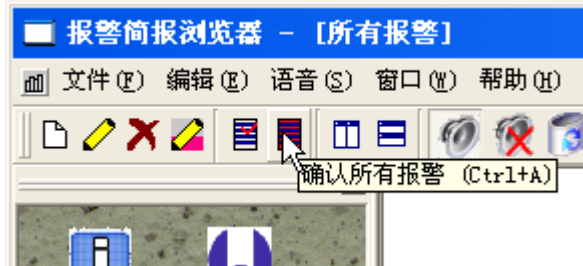 报警简报浏览器 - [所有报警]
文件(F) 编辑(E) 语音(S) 窗口(W) 帮助(H)
确认所有报警 (Ctrl+A)